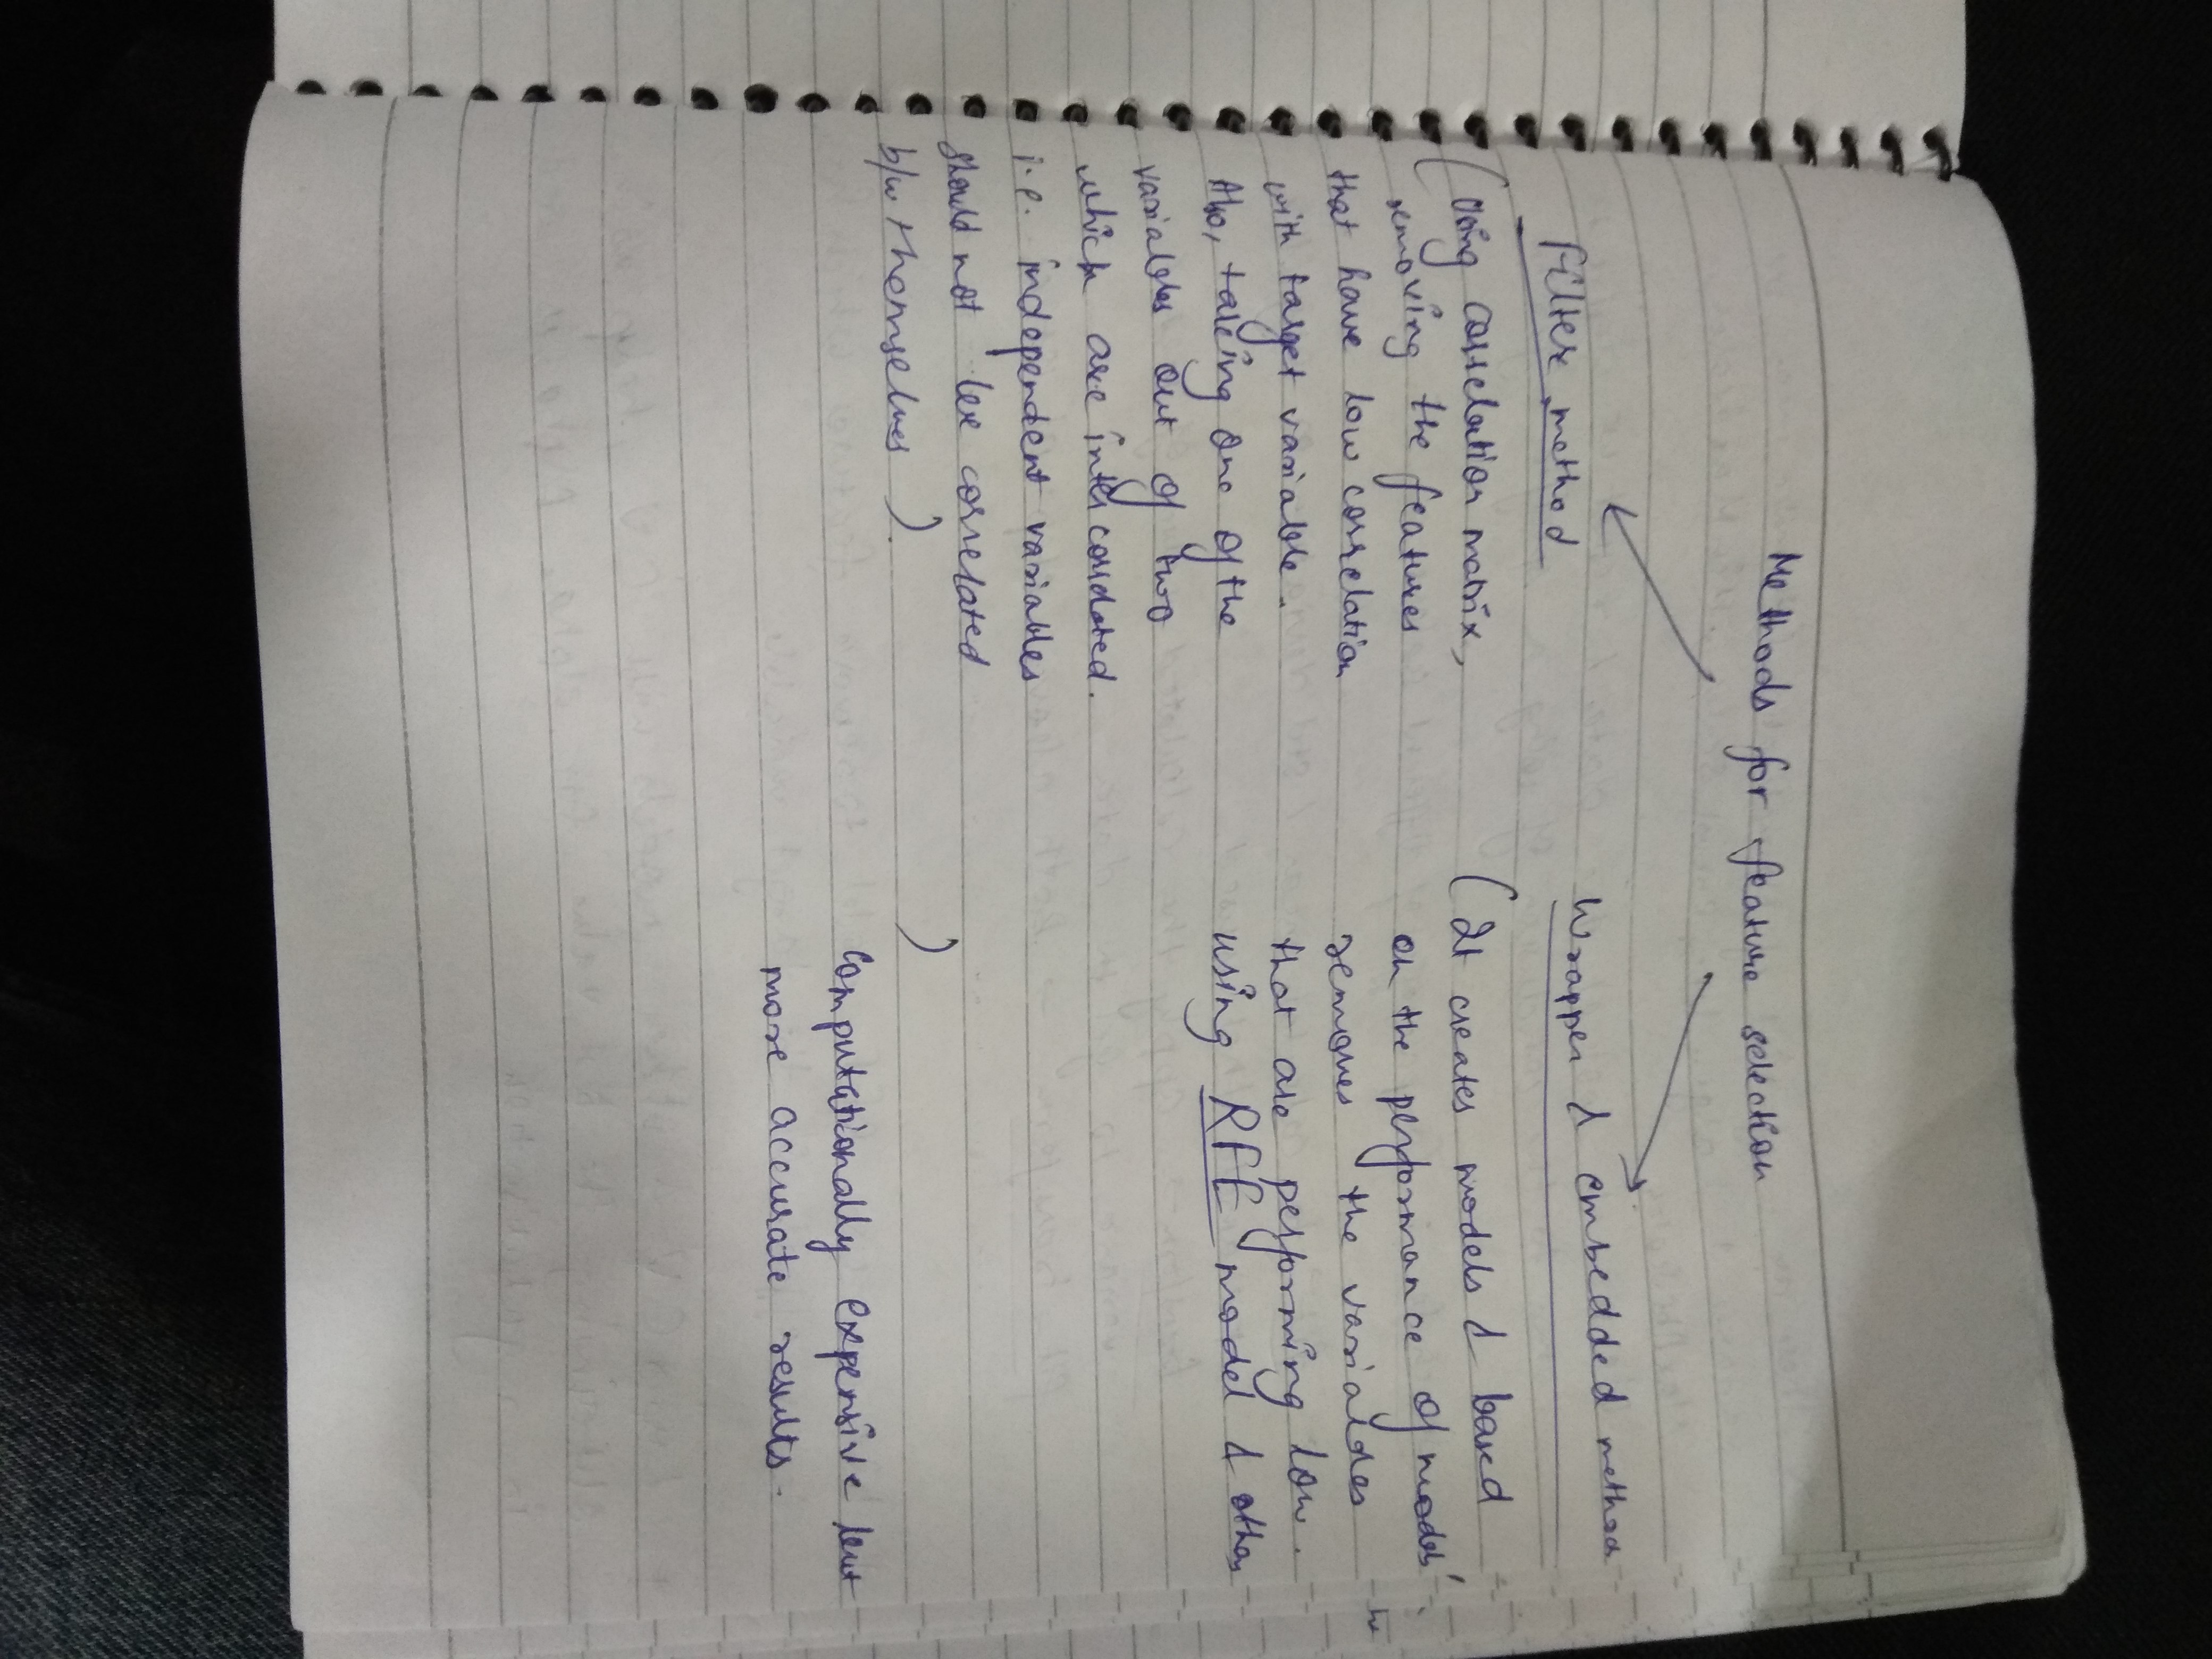 Methods for feature selection
Filter method
(Using correlation matrix,
removing the features
that have low correlation
with target variable.
Also, taking one of the
variables out of two
which are inter correlated.
i.e. independent variables
should not be correlated
b/w themselves).
Wrapper & embedded method
(It creates models & based
on the performance of models,
removes the variables
that are performing low.
using RFE model & other
)
Computationally expensive but
more accurate results.